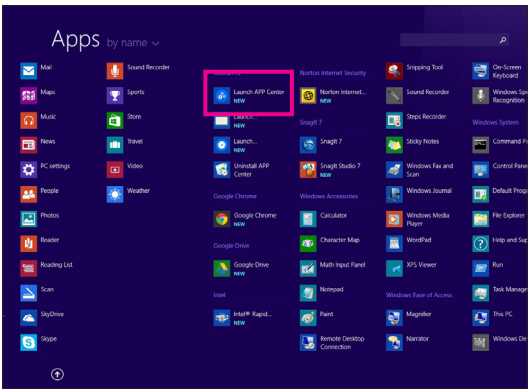 Apps by name
Mail
Maps
Music
News
PC settings
People
Photos
Reader
Reading List
Scan
SkyDrive
Skype
Sound Recorder
Sports
Store
Travel
Video
Weather
Launch APP Center
NEW
Launch...
NEW
Launch...
NEW
Uninstall APP
Center
Google Chrome
Google Chrome
NEW
Google Drive
Google Drive
NEW
Intel
Intel® Rapid...
NEW
Norton Internet Security
Norton Internet...
NEW
SnagIt 7
SnagIt 7
NEW
SnagIt Studio 7
NEW
Windows Accessories
Calculator
Character Map
Math Input Panel
Notepad
Paint
Remote Desktop
Connection
Snipping Tool
Sound Recorder
Steps Recorder
Sticky Notes
Windows Fax and
Scan
Windows Journal
Windows Media
Player
WordPad
XPS Viewer
Windows Ease of Access
Magnifier
Narrator
On-Screen
Keyboard
Windows Spe
Recognition
Windows System
Command P
Control Pane
Default Progr
File Explorer
Help and Sup
Run
Task Manage
This PC
Windows De